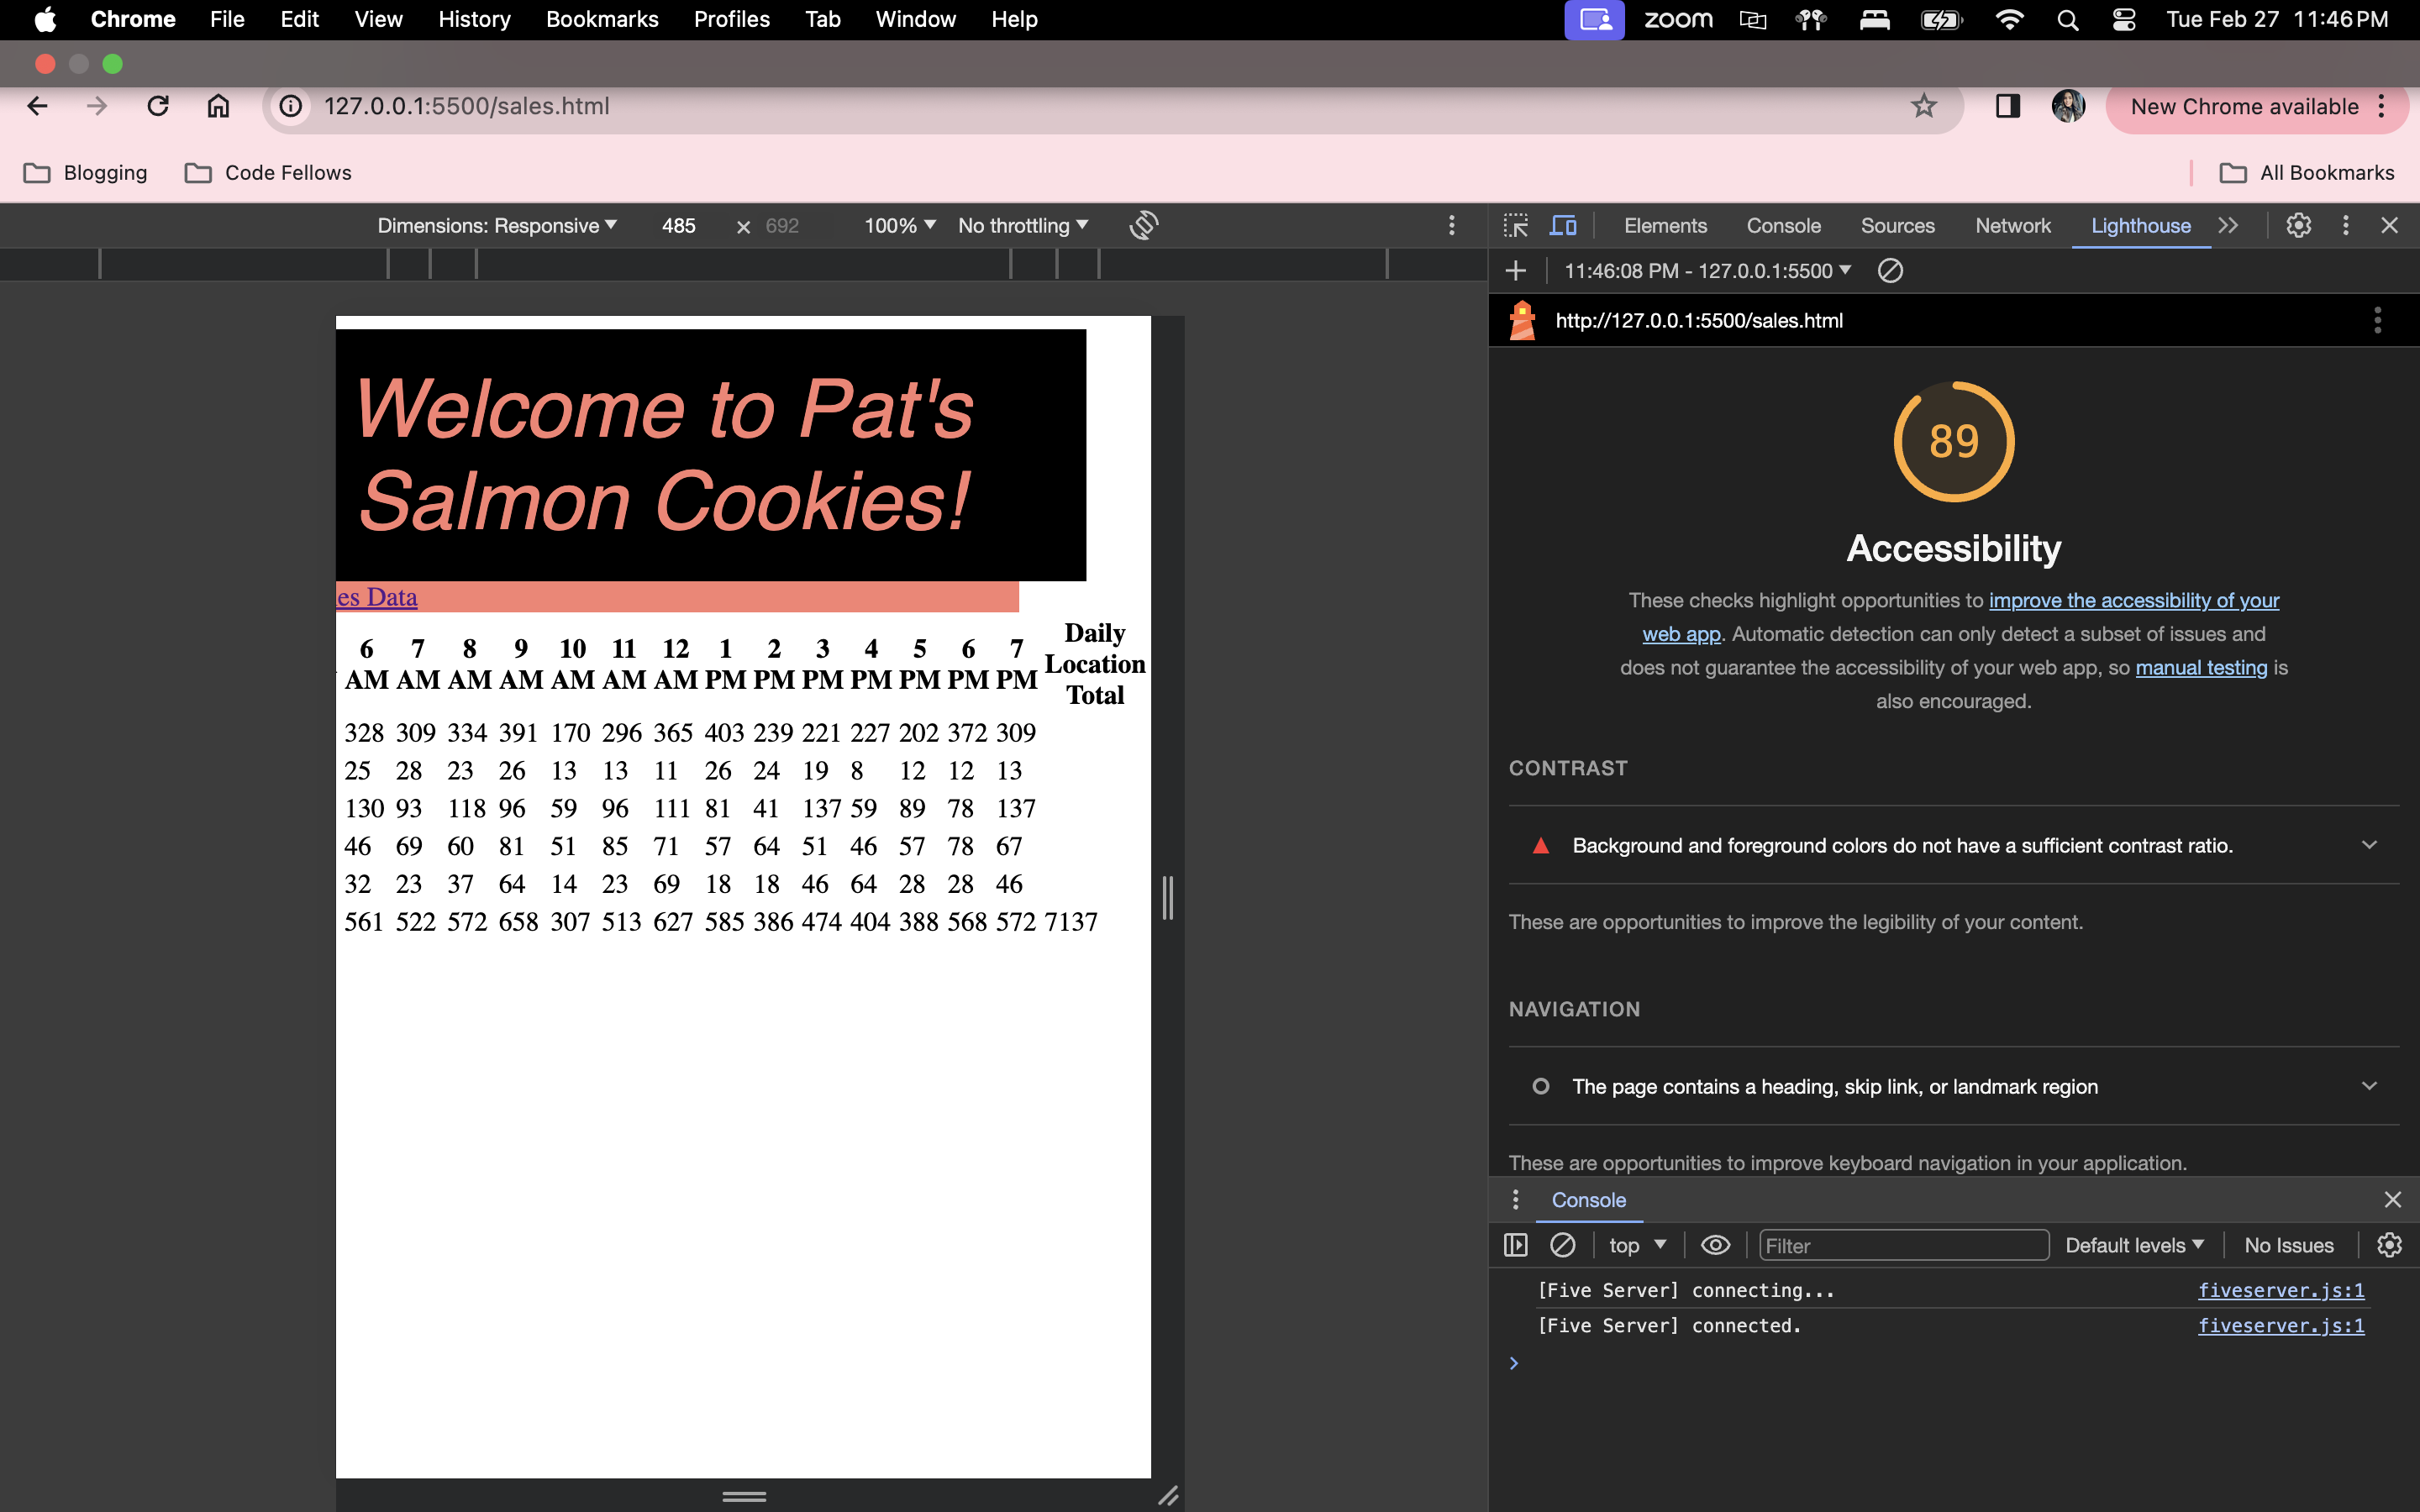 Chrome File Edit View History Bookmarks Profiles Tab Window Help zoom Tue Feb 27 11:46 PM
127.0.0.1:5500/sales.html New Chrome available
Blogging Code Fellows All Bookmarks
Dimensions: Responsive 485 × 692 100% No throttling
Elements Console Sources Network Lighthouse
11:46:08 PM - 127.0.0.1:5500
http://127.0.0.1:5500/sales.html
Welcome to Pat's
Salmon Cookies!
es Data
6 7 8 9 10 11 12 1 2 3 4 5 6 7 Daily
AM AM AM AM AM AM AM PM PM PM PM PM PM PM Location
Total
328 309 334 391 170 296 365 403 239 221 227 202 372 309
25 28 23 26 13 13 11 26 24 19 8 12 12 13
130 93 118 96 59 96 111 81 41 137 59 89 78 137
46 69 60 81 51 85 71 57 64 51 46 57 78 67
32 23 37 64 14 23 69 18 18 46 64 28 28 46
561 522 572 658 307 513 627 585 386 474 404 388 568 572 7137
89
Accessibility
These checks highlight opportunities to improve the accessibility of your
web app. Automatic detection can only detect a subset of issues and
does not guarantee the accessibility of your web app, so manual testing is
also encouraged.
CONTRAST
Background and foreground colors do not have a sufficient contrast ratio.
These are opportunities to improve the legibility of your content.
NAVIGATION
The page contains a heading, skip link, or landmark region
These are opportunities to improve keyboard navigation in your application.
Console
top Filter Default levels No Issues
[Five Server] connecting... fiveserver.js:1
[Five Server] connected. fiveserver.js:1